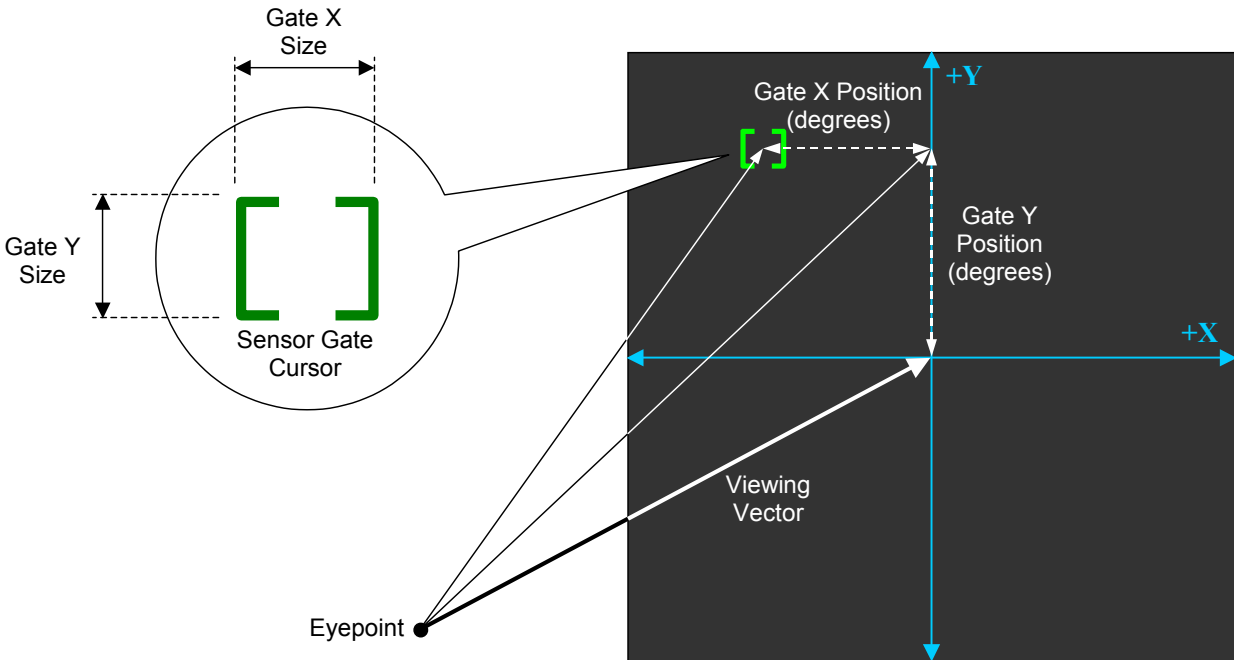 Gate X
Size
Gate Y
Size
Sensor Gate
Cursor
+Y
Gate X Position
(degrees)
Gate Y
Position
(degrees)
+X
Viewing
Vector
Eyepoint